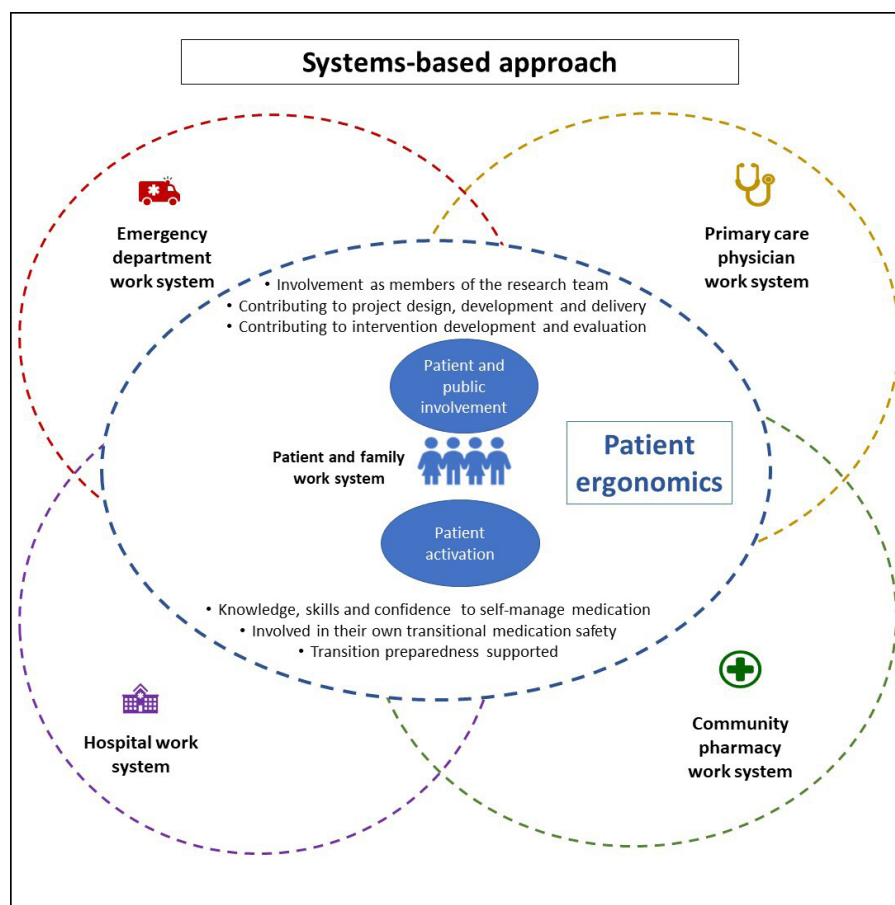 Systems-based approach
Emergency
department
work system
Primary care
physician
work system
• Involvement as members of the research team
• Contributing to project design, development and delivery
• Contributing to intervention development and evaluation
Patient and
public
involvement
Patient and family
work system
Patient
ergonomics
Patient
activation
• Knowledge, skills and confidence to self-manage medication
• Involved in their own transitional medication safety
• Transition preparedness supported
Hospital work
system
Community
pharmacy
work system